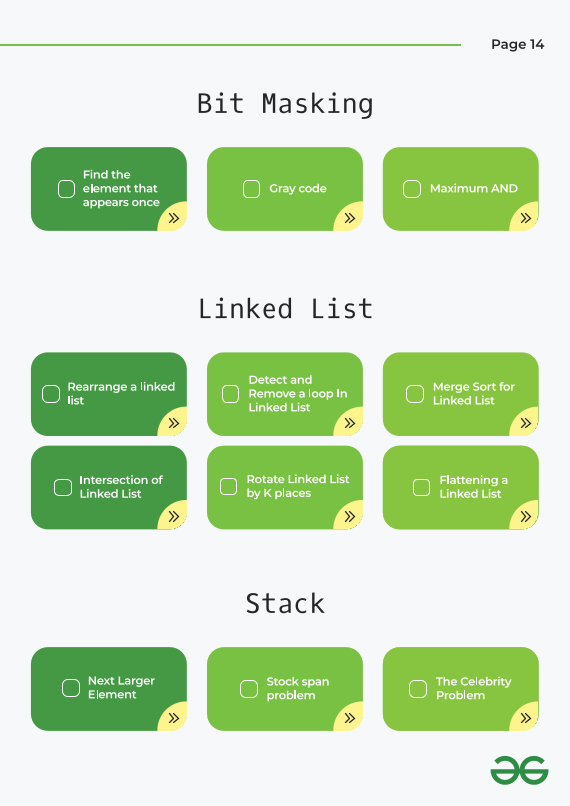 Page 14
Bit Masking
Find the
element that
appears once
Gray code
Maximum AND
Linked List
Rearrange a linked
list
Detect and
Remove a loop In
Linked List
Merge Sort for
Linked List
Intersection of
Linked List
Rotate Linked List
by K places
Flattening a
Linked List
Stack
Next Larger
Element
Stock span
problem
The Celebrity
Problem